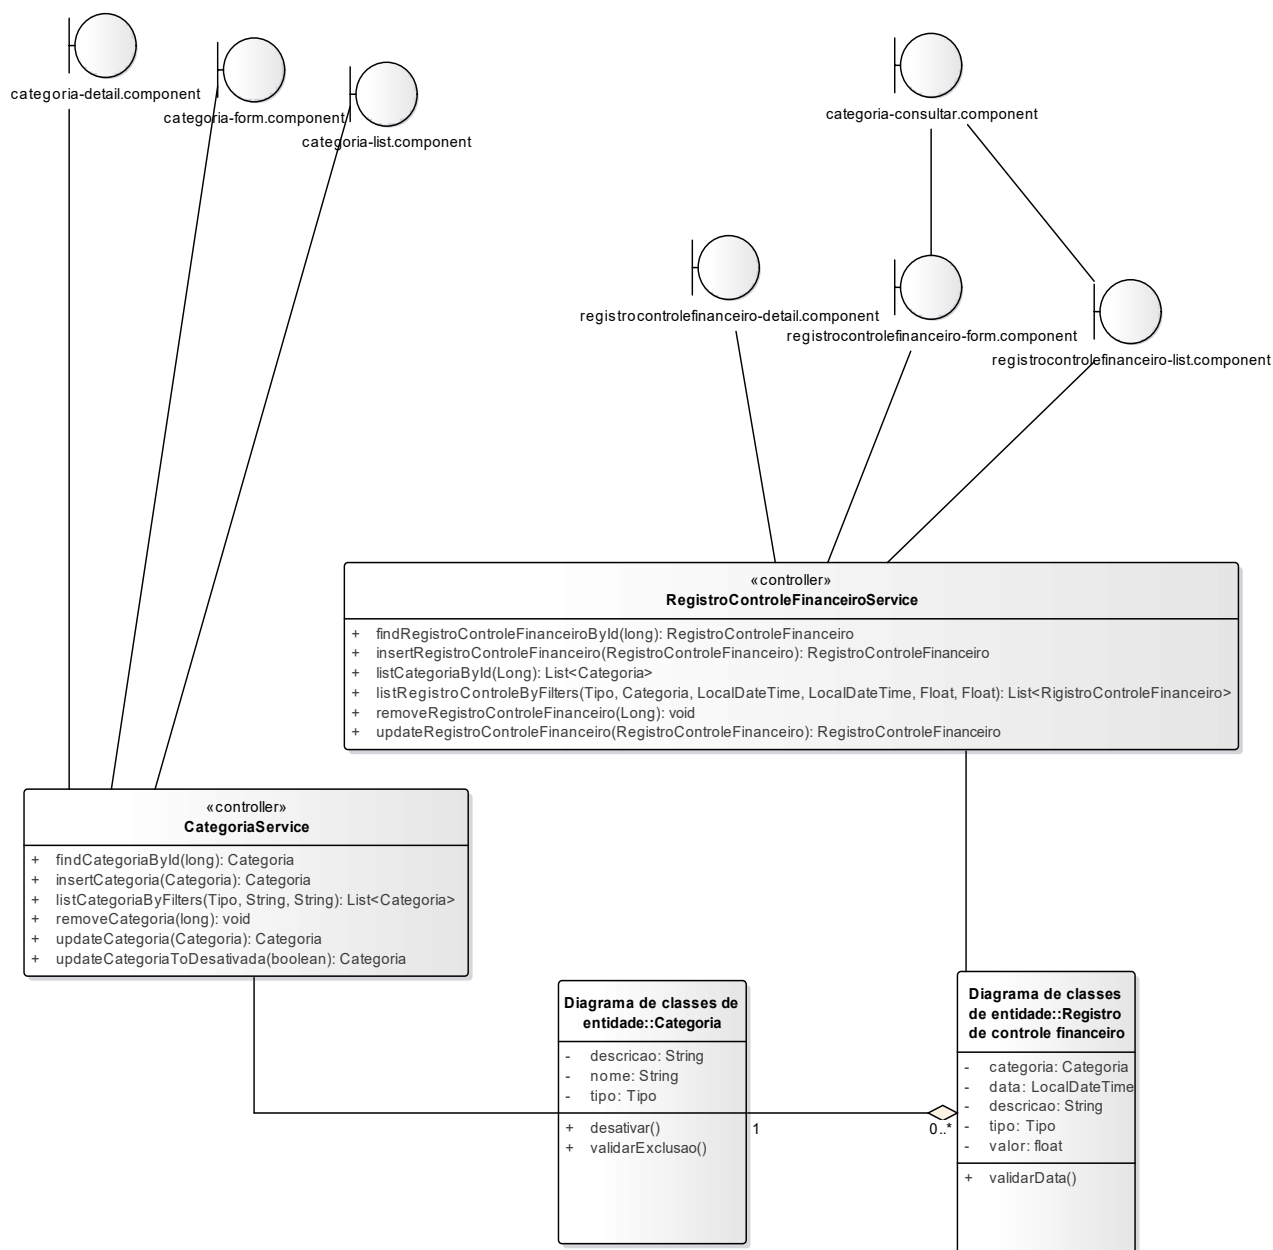 categoria-detail.component
categoria-form.component
categoria-list.component
categoria-consultar.component
registrocontrolefinanceiro-detail.component
registrocontrolefinanceiro-form.component
registrocontrolefinanceiro-list.component
«controller»
RegistroControleFinanceiroService
+ findRegistroControleFinanceiroById(long): RegistroControleFinanceiro
+ insertRegistroControleFinanceiro(RegistroControleFinanceiro): RegistroControleFinanceiro
+ listCategoriaById(Long): List<Categoria>
+ listRegistroControleByFilters(Tipo, Categoria, LocalDateTime, LocalDateTime, Float, Float): List<RigistroControleFinanceiro>
+ removeRegistroControleFinanceiro(Long): void
+ updateRegistroControleFinanceiro(RegistroControleFinanceiro): RegistroControleFinanceiro
«controller»
CategoriaService
+ findCategoriaById(long): Categoria
+ insertCategoria(Categoria): Categoria
+ listCategoriaByFilters(Tipo, String, String): List<Categoria>
+ removeCategoria(long): void
+ updateCategoria(Categoria): Categoria
+ updateCategoriaToDesativada(boolean): Categoria
Diagrama de classes de
entidade::Categoria
- descricao: String
- nome: String
- tipo: Tipo
+ desativar()
+ validarExclusao()
1
0..*
Diagrama de classes
de entidade::Registro
de controle financeiro
- categoria: Categoria
- data: LocalDateTime
- descricao: String
- tipo: Tipo
- valor: float
+ validarData()